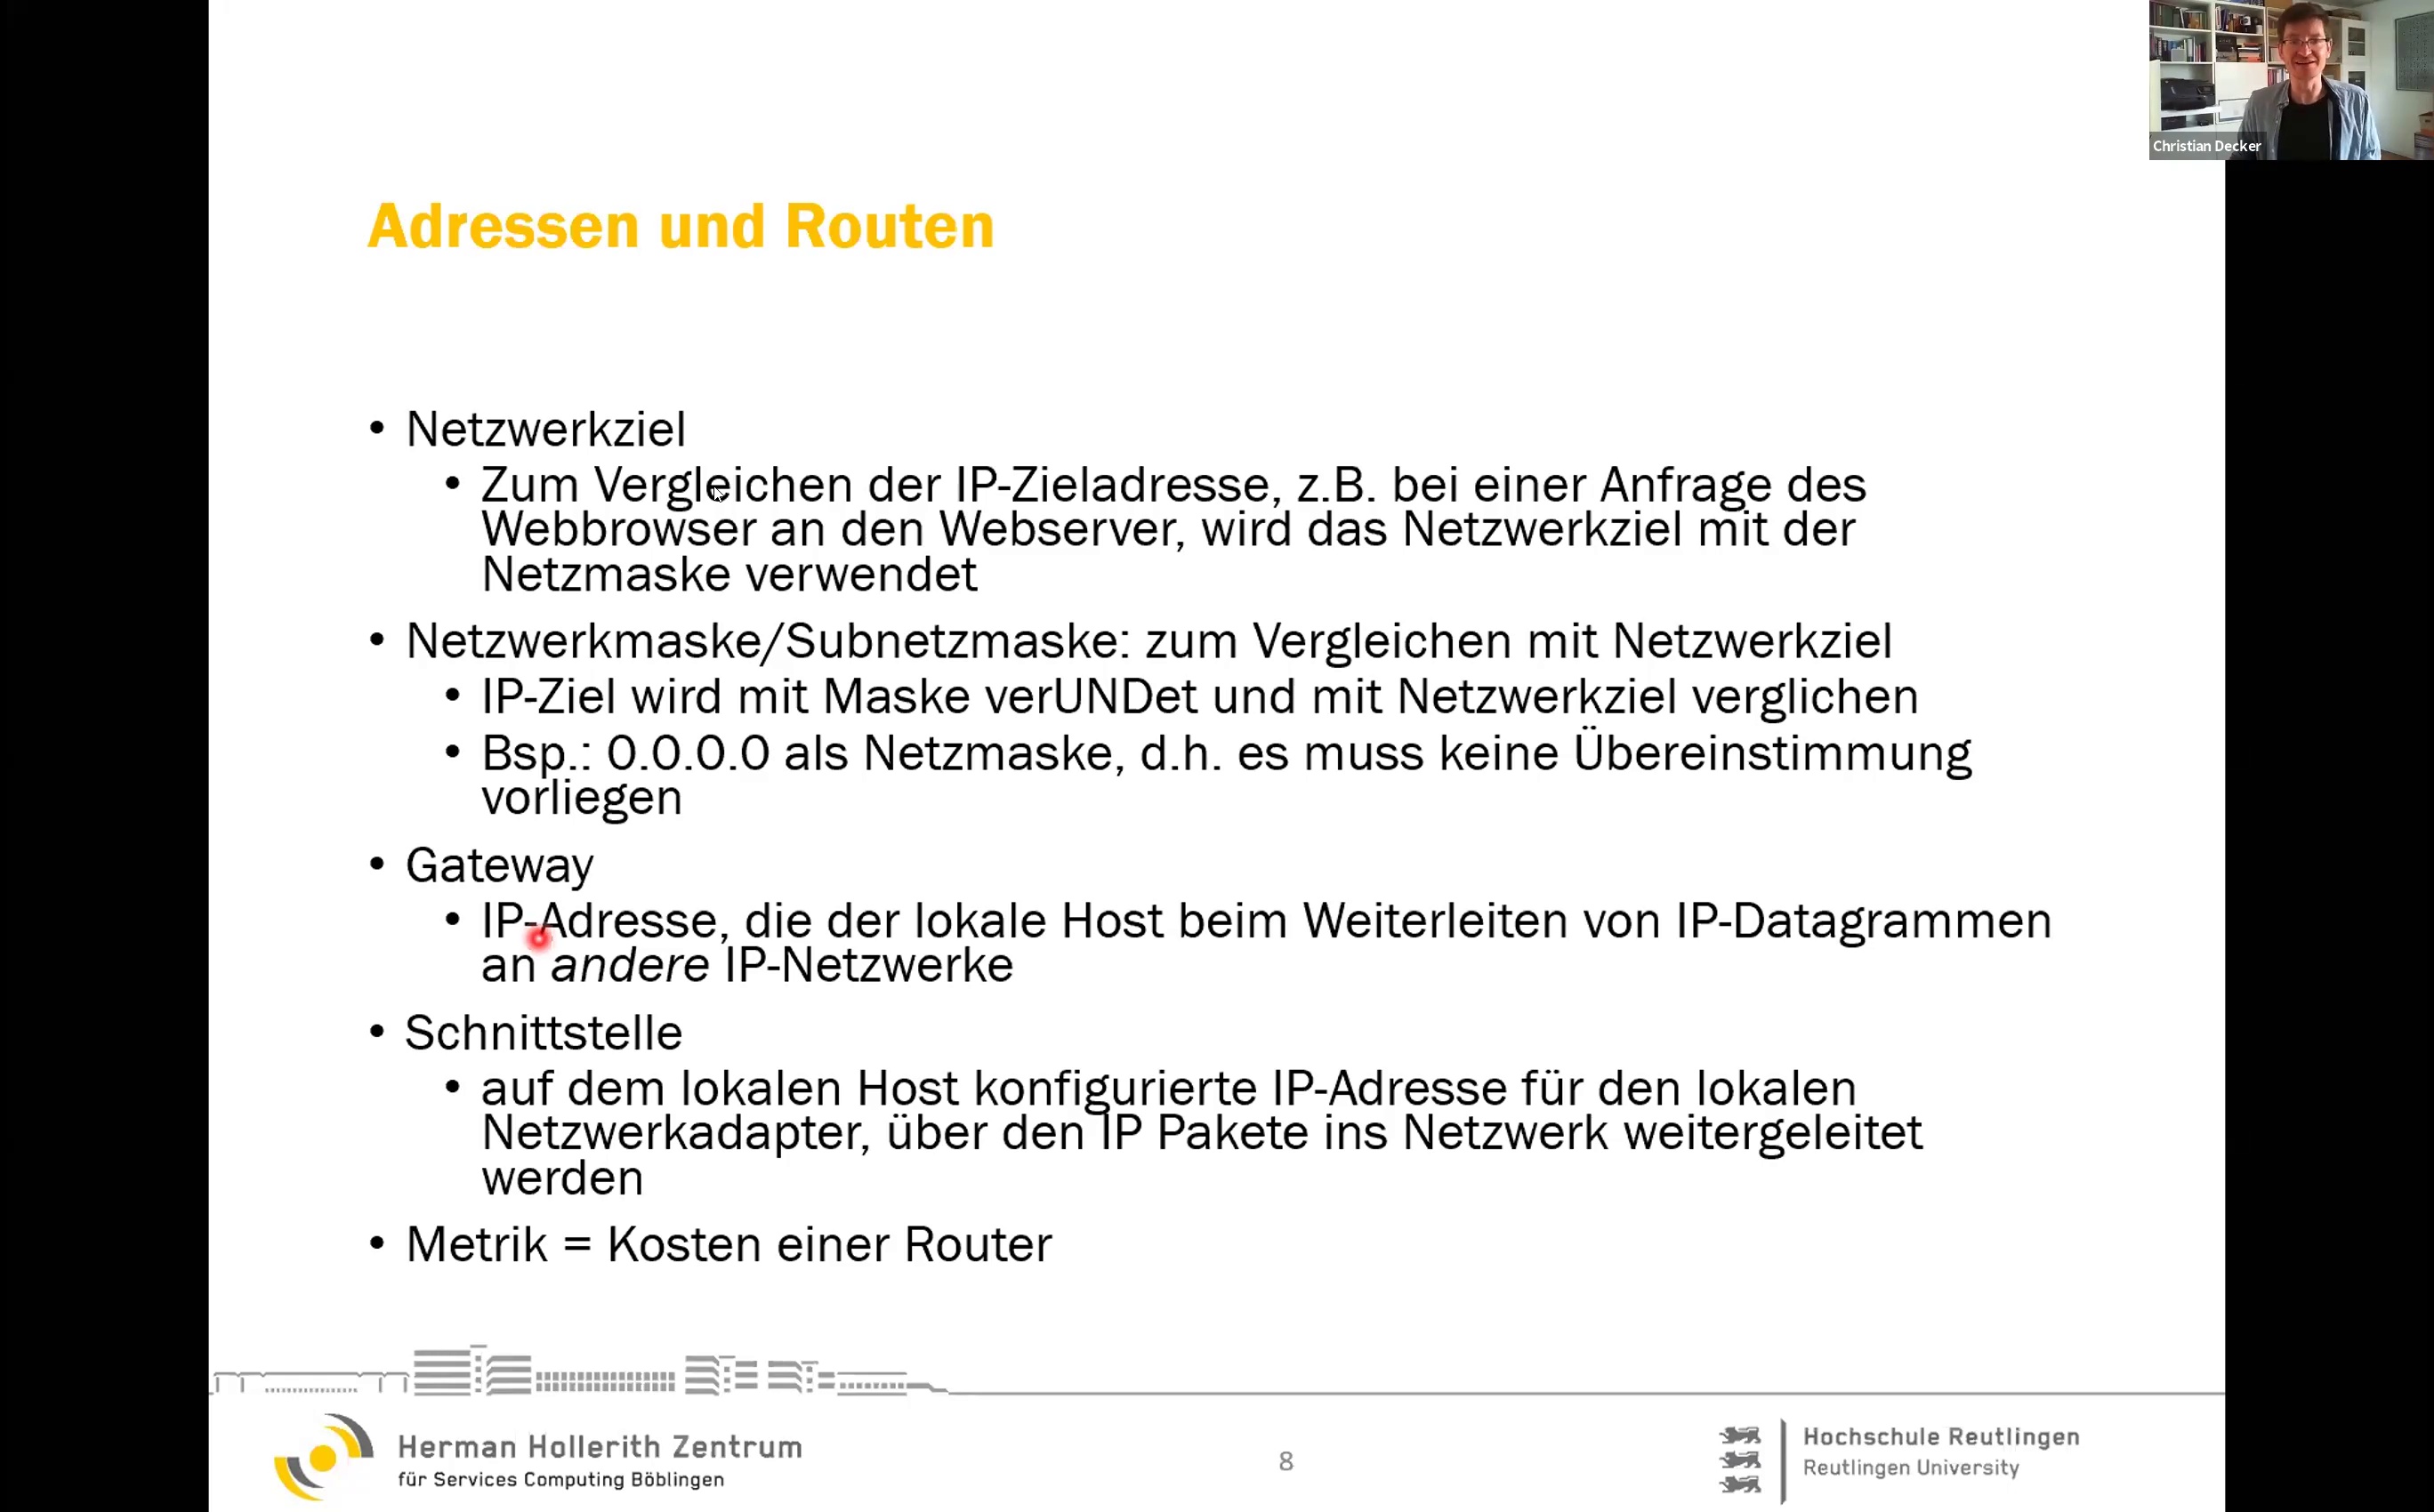 Christian Decker
Adressen und Routen
• Netzwerkziel
• Zum Vergleichen der IP-Zieladresse, z.B. bei einer Anfrage des
Webbrowser an den Webserver, wird das Netzwerkziel mit der
Netzmaske verwendet
• Netzwerkmaske/Subnetzmaske: zum Vergleichen mit Netzwerkziel
• IP-Ziel wird mit Maske verUNDet und mit Netzwerkziel verglichen
• Bsp.: 0.0.0.0 als Netzmaske, d.h. es muss keine Übereinstimmung
vorliegen
• Gateway
• IP-Adresse, die der lokale Host beim Weiterleiten von IP-Datagrammen
an andere IP-Netzwerke
• Schnittstelle
• auf dem lokalen Host konfigurierte IP-Adresse für den lokalen
Netzwerkadapter, über den IP Pakete ins Netzwerk weitergeleitet
werden
• Metrik = Kosten einer Router
Herman Hollerith Zentrum
für Services Computing Böblingen
8
Hochschule Reutlingen
Reutlingen University